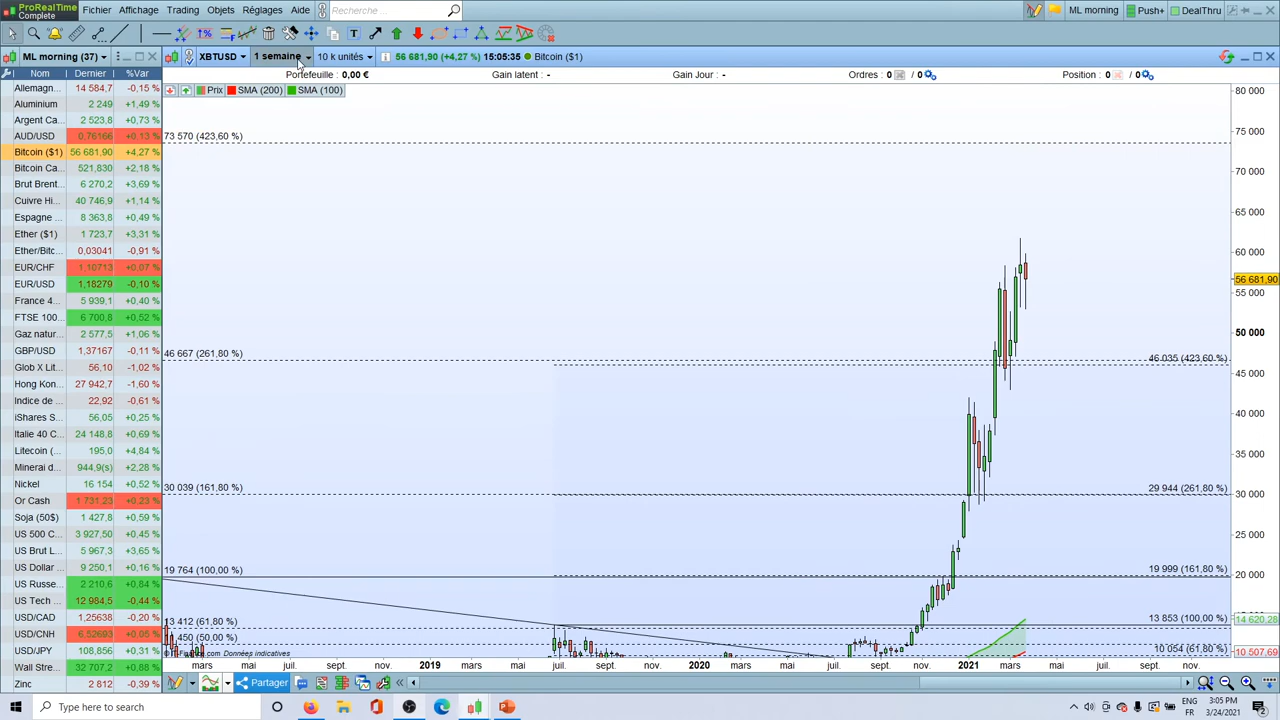 ProRealTime
Complete
Fichier Affichage Trading Objets Réglages Aide Recherche ... ML morning Push+ DealThru
ML morning (37) XBTUSD 1 semaine 10 k unités 56 681,90 (+4,27 %) 15:05:35 Bitcoin ($1)
Portefeuille : 0,00 € Gain latent : - Gain Jour : - Ordres : 0 / 0 Position : 0 / 0
Nom Dernier %Var
Prix SMA (200) SMA (100)
Allemagn... 14 584,7 -0,15 %
Aluminium 2 249 +1,49 %
Argent Ca... 2 523,8 +0,73 %
AUD/USD 0,76166 +0,13 %
Bitcoin ($1) 56 681,90 +4,27 %
Bitcoin Ca... 521,830 +2,18 %
Brut Brent... 6 270,2 +3,69 %
Cuivre Hi... 40 746,9 +1,14 %
Espagne ... 8 363,8 +0,49 %
Ether ($1) 1 723,7 +3,31 %
Ether/Bitc... 0,03041 -0,91 %
EUR/CHF 1,10713 +0,07 %
EUR/USD 1,18279 -0,10 %
France 4... 5 939,1 +0,40 %
FTSE 100... 6 700,8 +0,52 %
Gaz natur... 2 577,5 +1,06 %
GBP/USD 1,37167 -0,11 %
Glob X Lit... 56,10 -1,02 %
Hong Kon... 27 942,7 -1,60 %
Indice de ... 22,92 -0,61 %
iShares S... 56,05 +0,25 %
Italie 40 C... 24 148,8 +0,69 %
Litecoin (... 195,0 +4,84 %
Minerai d... 944,9(s) +2,28 %
Nickel 16 154 +0,52 %
Or Cash 1 731,23 +0,23 %
Soja (50$) 1 427,8 +0,59 %
US 500 C... 3 927,50 +0,45 %
US Brut L... 5 967,3 +3,65 %
US Dollar ... 9 250,1 +0,16 %
US Russe... 2 210,6 +0,84 %
US Tech ... 12 984,5 -0,44 %
USD/CAD 1,25638 -0,20 %
USD/CNH 6,52693 +0,05 %
USD/JPY 108,856 +0,31 %
Wall Stre... 32 707,2 +0,88 %
Zinc 2 812 -0,39 %
73 570 (423,60 %)
46 667 (261,80 %)
46 035 (423,60 %)
30 039 (161,80 %)
29 944 (261,80 %)
19 764 (100,00 %)
19 999 (161,80 %)
13 412 (61,80 %)
13 853 (100,00 %)
450 (50,00 %)
10 054 (61,80 %)
80 000
75 000
70 000
65 000
60 000
56 681,90
55 000
50 000
45 000
40 000
35 000
30 000
25 000
20 000
14 620,28
10 507,69
Données indicatives
mars mai juil. sept. nov. 2019 mars mai juil. sept. nov. 2020 mars mai juil. sept. nov. 2021 mars mai juil. sept. nov.
Partager
Type here to search
ENG
FR
3:05 PM
3/24/2021
2